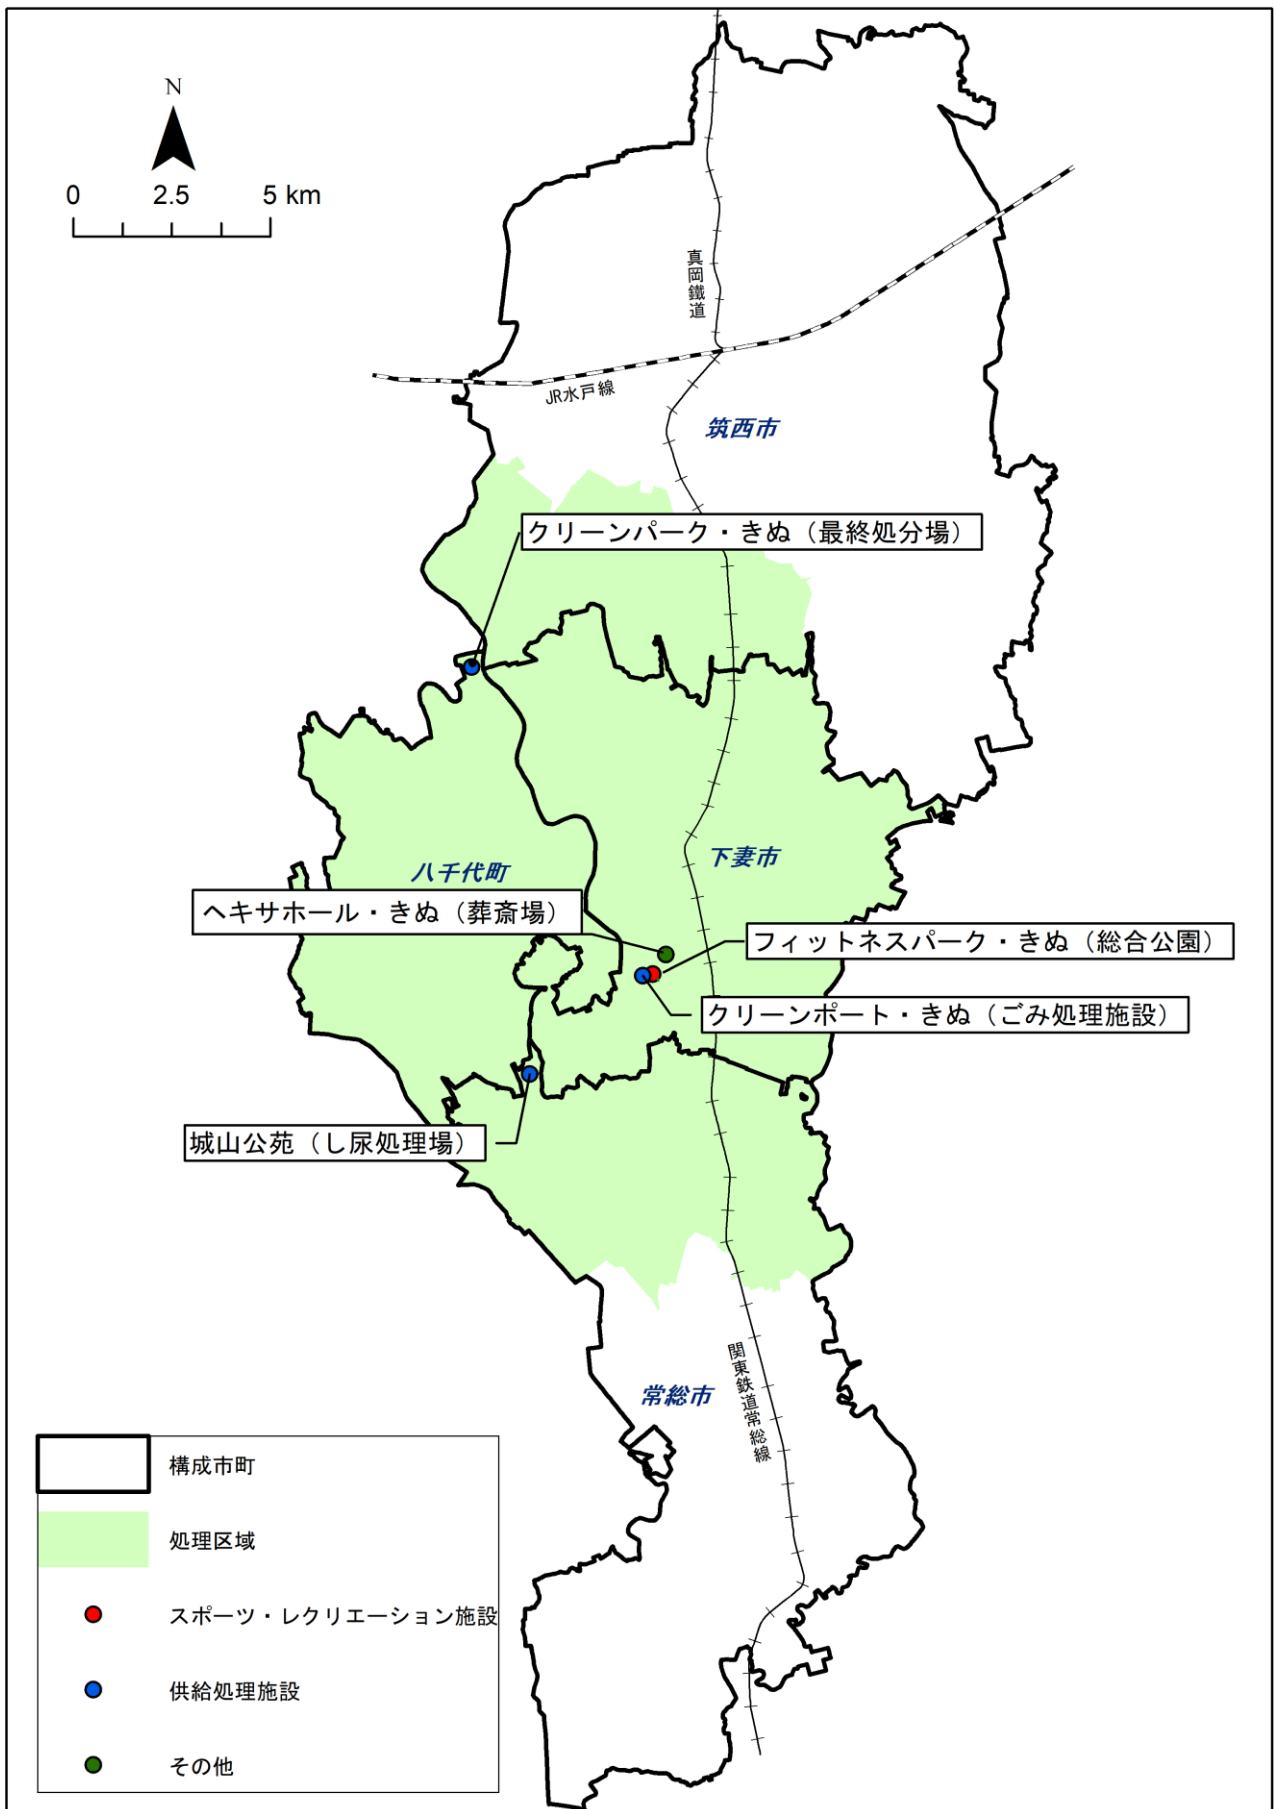 N
0 2.5 5 km
真岡鐵道
JR水戸線
筑西市
クリーンパーク・きぬ（最終処分場）
下妻市
八千代町
ヘキサホール・きぬ（葬斎場）
フィットネスパーク・きぬ（総合公園）
クリーンポート・きぬ（ごみ処理施設）
城山公苑（し尿処理場）
関東鉄道常総線
常総市
構成市町
処理区域
スポーツ・レクリエーション施設
供給処理施設
その他